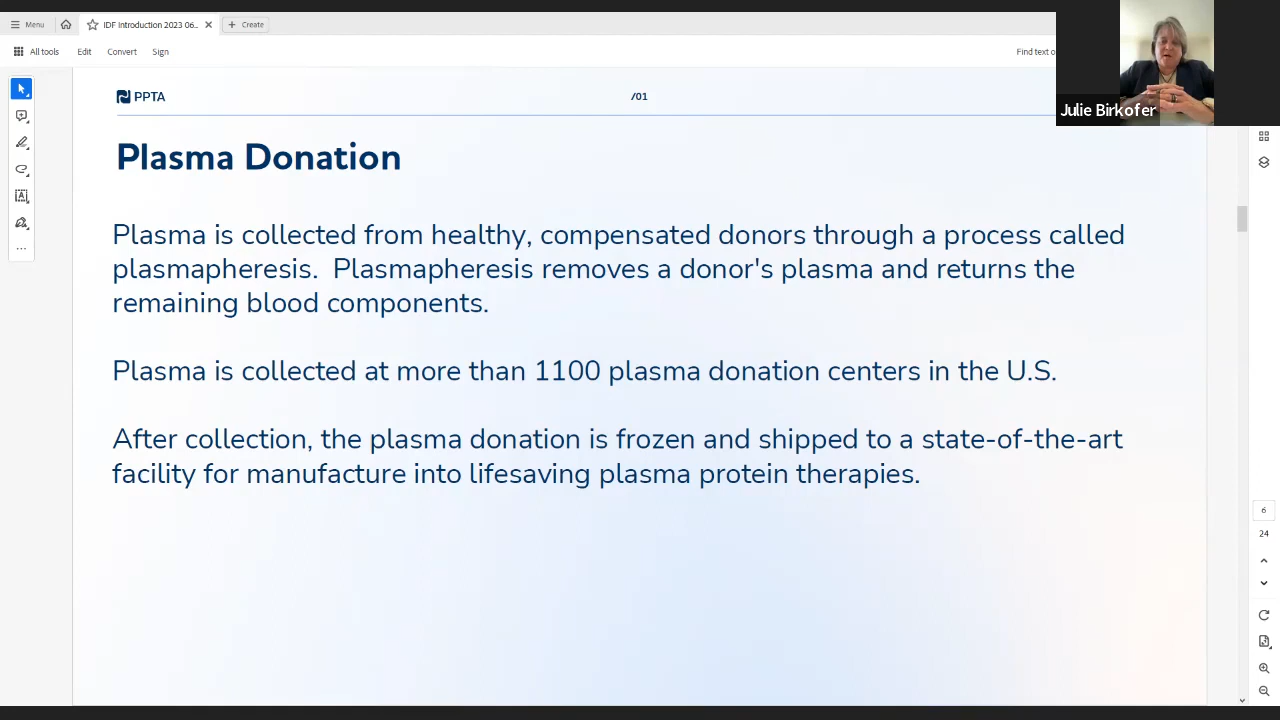 Menu
IDF Introduction 2023 06...
Create
All tools
Edit
Convert
Sign
Find text o
Julie Birkofer
PPTA
/01
Plasma Donation
Plasma is collected from healthy, compensated donors through a process called
plasmapheresis.  Plasmapheresis removes a donor's plasma and returns the
remaining blood components.
Plasma is collected at more than 1100 plasma donation centers in the U.S.
After collection, the plasma donation is frozen and shipped to a state-of-the-art
facility for manufacture into lifesaving plasma protein therapies.
6
24